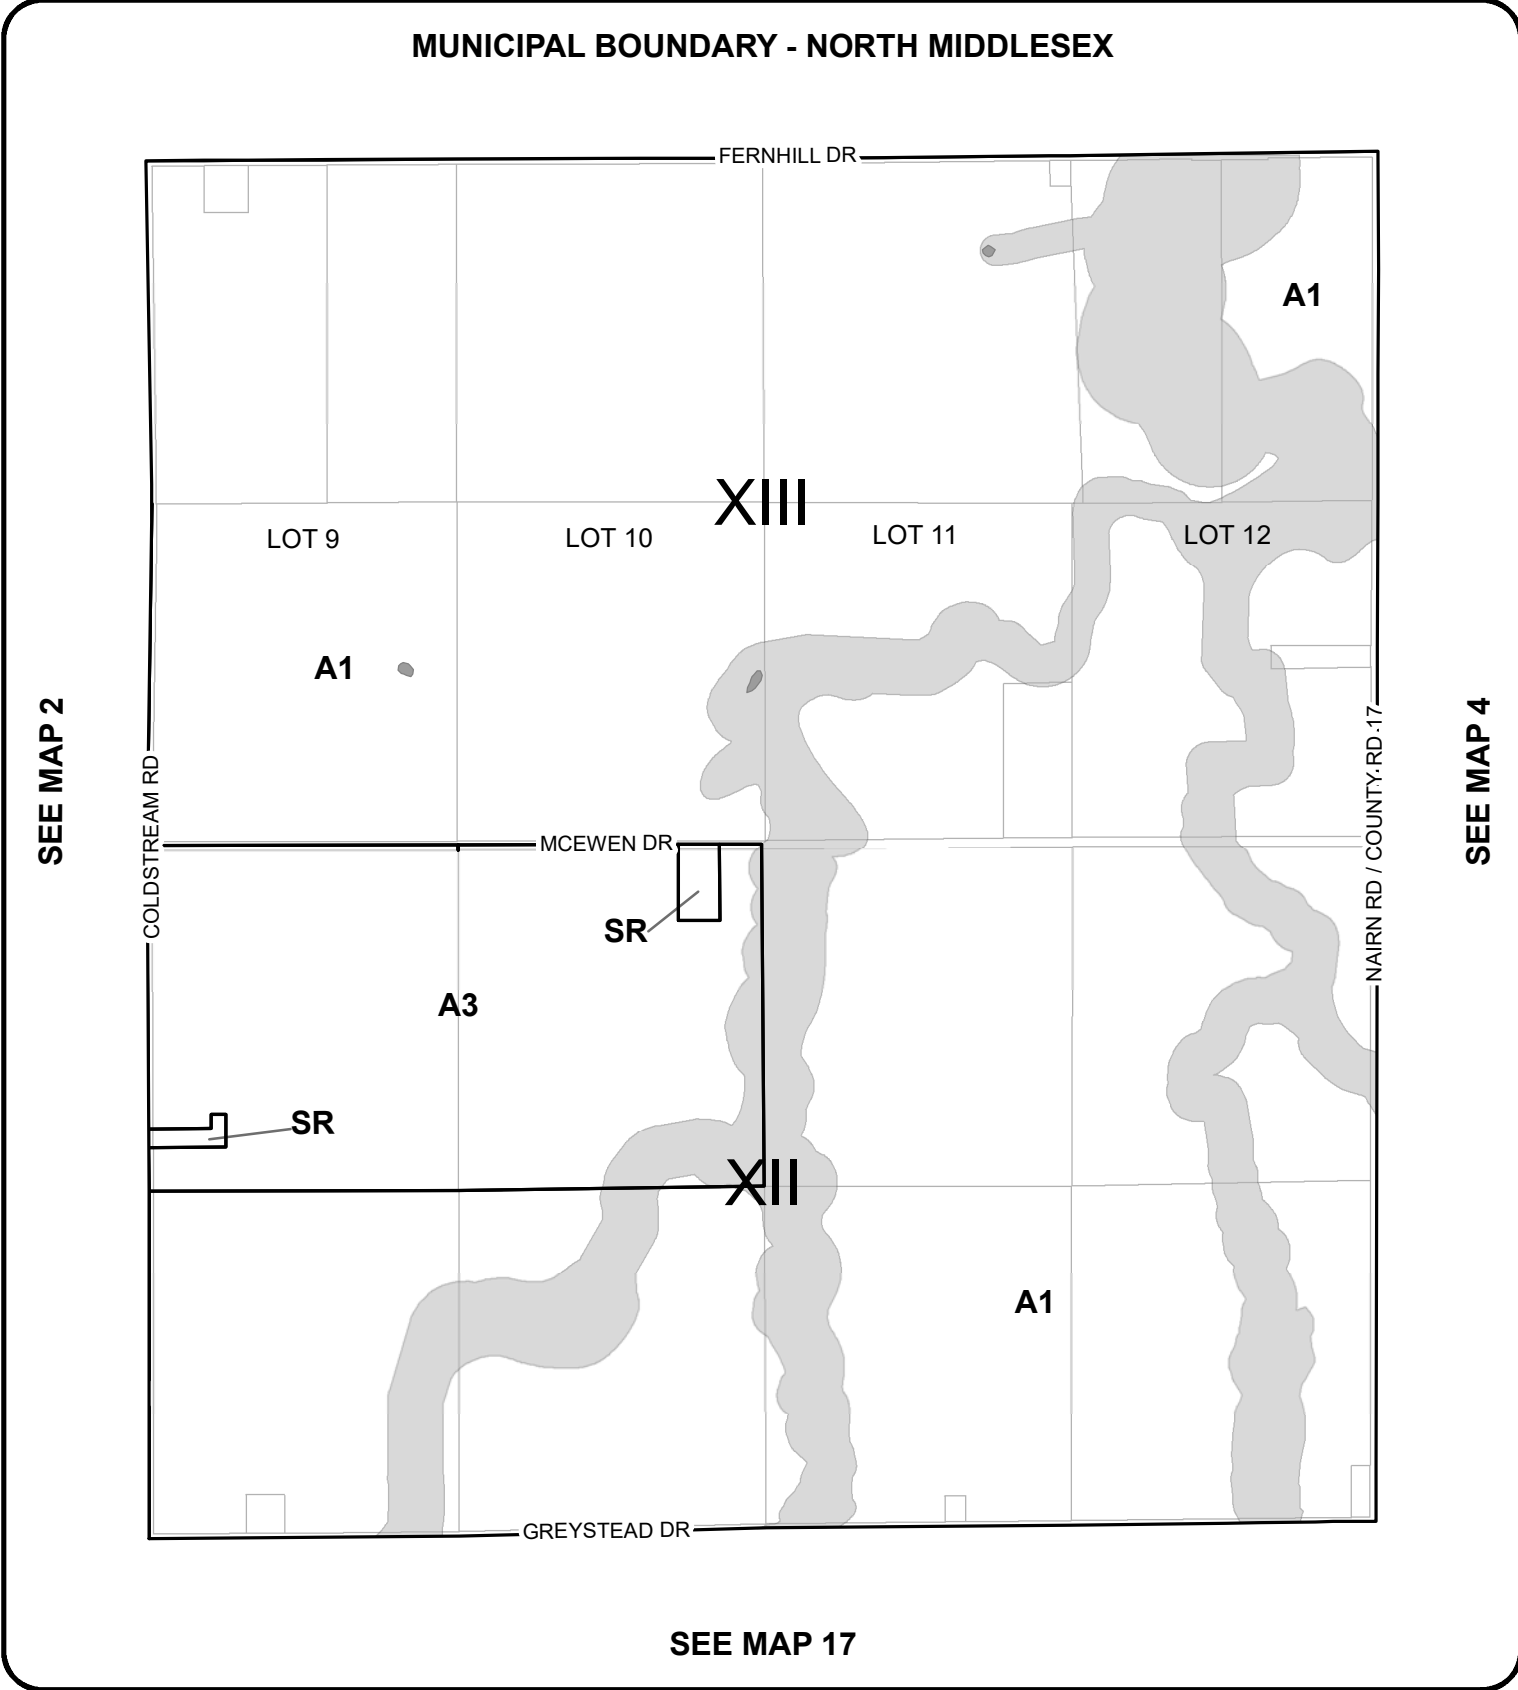 MUNICIPAL BOUNDARY - NORTH MIDDLESEX
FERNHILL DR
A1
XIII
LOT 9
LOT 10
LOT 11
LOT 12
A1
SEE MAP 2
SEE MAP 4
COLDSTREAM RD
MCEWEN DR
NAIRN RD / COUNTY RD 17
SR
A3
SR
XII
A1
GREYSTEAD DR
SEE MAP 17